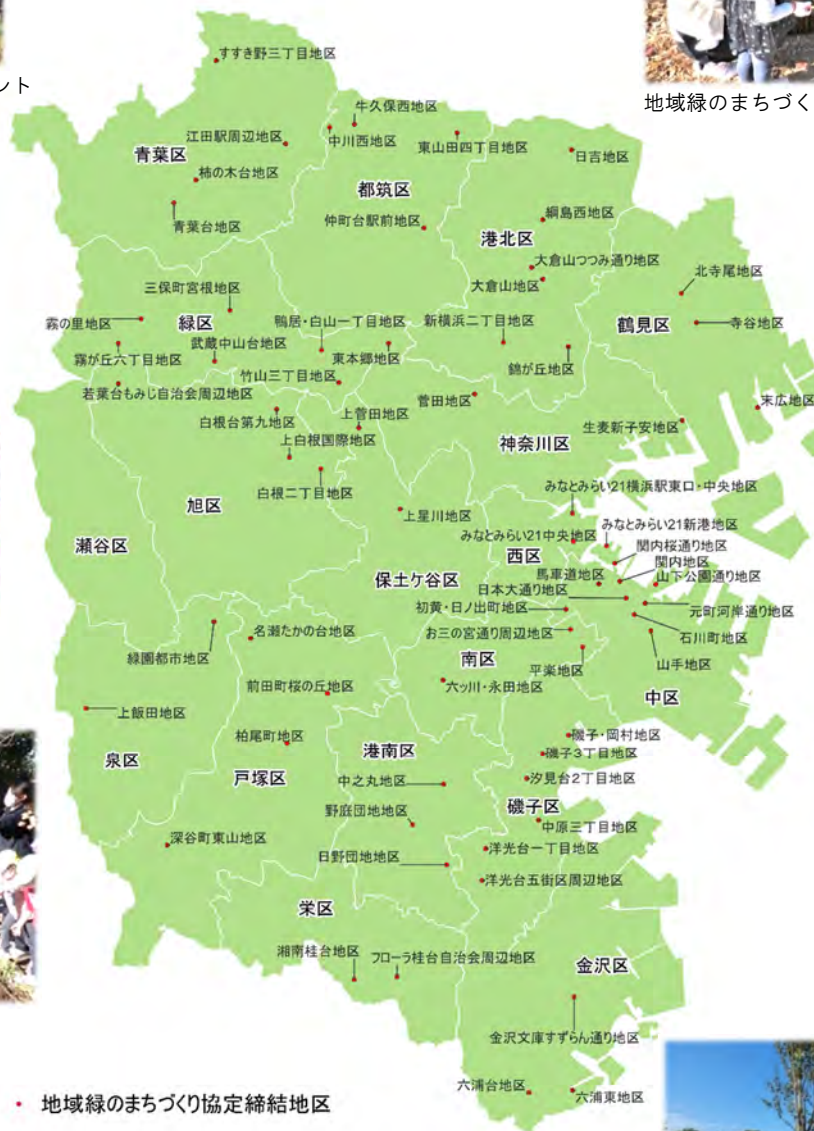 ント
地域緑のまちづく
すすき野三丁目地区
牛久保西地区
江田駅周辺地区
中川西地区
東山田四丁目地区
日吉地区
青葉区
柿の木台地区
都筑区
青葉台地区
仲町台駅前地区
綱島西地区
港北区
大倉山つつみ通り地区
北寺尾地区
大倉山地区
三保町宮根地区
霧の里地区
緑区
鴨居・白山一丁目地区
新横浜二丁目地区
鶴見区
寺谷地区
霧が丘六丁目地区
武蔵中山台地区
東本郷地区
錦が丘地区
竹山三丁目地区
若葉台もみじ自治会周辺地区
菅田地区
末広地区
白根台第九地区
上菅田地区
生麦新子安地区
上白根国際地区
神奈川区
白根二丁目地区
みなとみらい21横浜駅東口・中央地区
旭区
上星川地区
みなとみらい21新港地区
みなとみらい21中央地区
瀬谷区
西区
関内桜通り地区
関内地区
保土ケ谷区
馬車道地区
山下公園通り地区
日本大通り地区
初黄・日ノ出町地区
元町河岸通り地区
名瀬たかの台地区
お三の宮通り周辺地区
石川町地区
緑園都市地区
南区
平楽地区
山手地区
前田町桜の丘地区
六ッ川・永田地区
中区
上飯田地区
柏尾町地区
磯子・岡村地区
泉区
港南区
磯子3丁目地区
戸塚区
中之丸地区
汐見台2丁目地区
野庭団地地区
磯子区
中原三丁目地区
深谷町東山地区
洋光台一丁目地区
日野団地地区
洋光台五街区周辺地区
栄区
湘南桂台地区
フローラ桂台自治会周辺地区
金沢区
金沢文庫すずらん通り地区
六浦台地区
六浦東地区
・ 地域緑のまちづくり協定締結地区